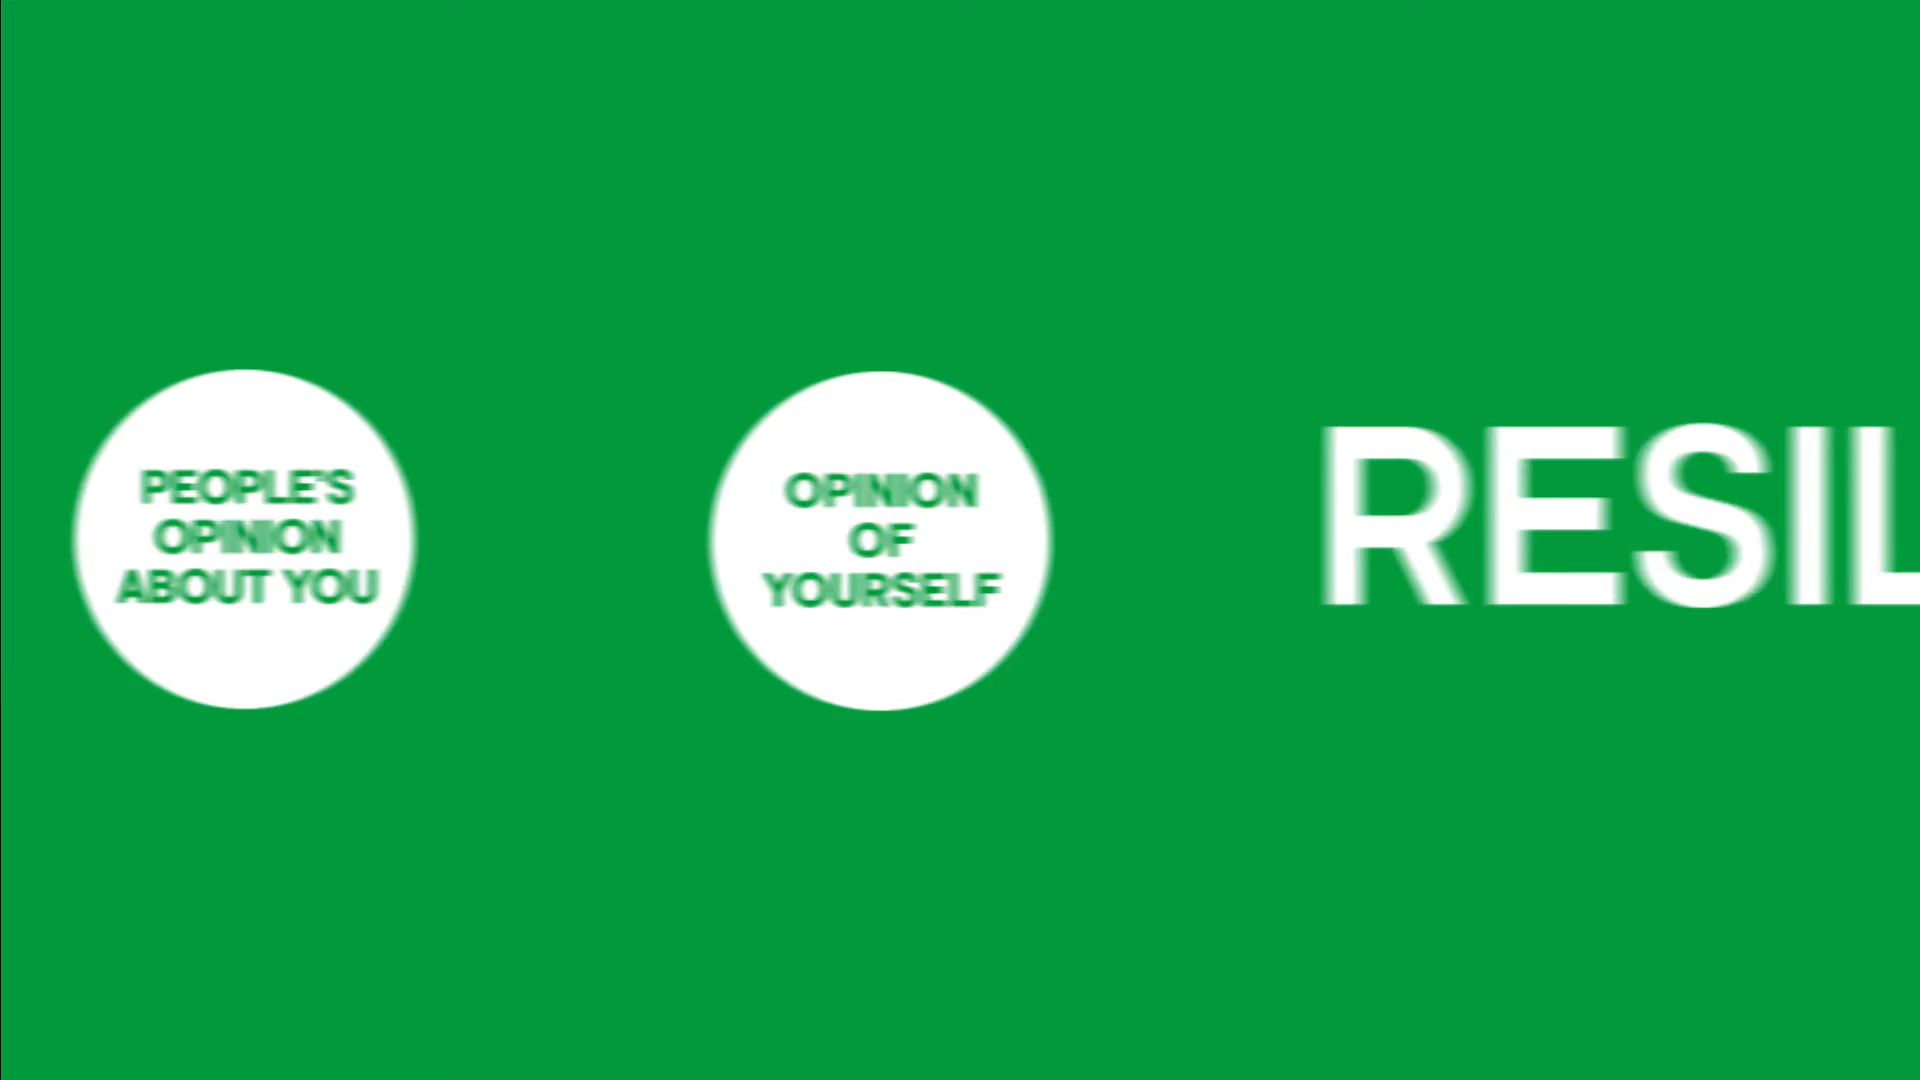 PEOPLE'S
OPINION
ABOUT YOU
OPINION
OF
YOURSELF
RESIL